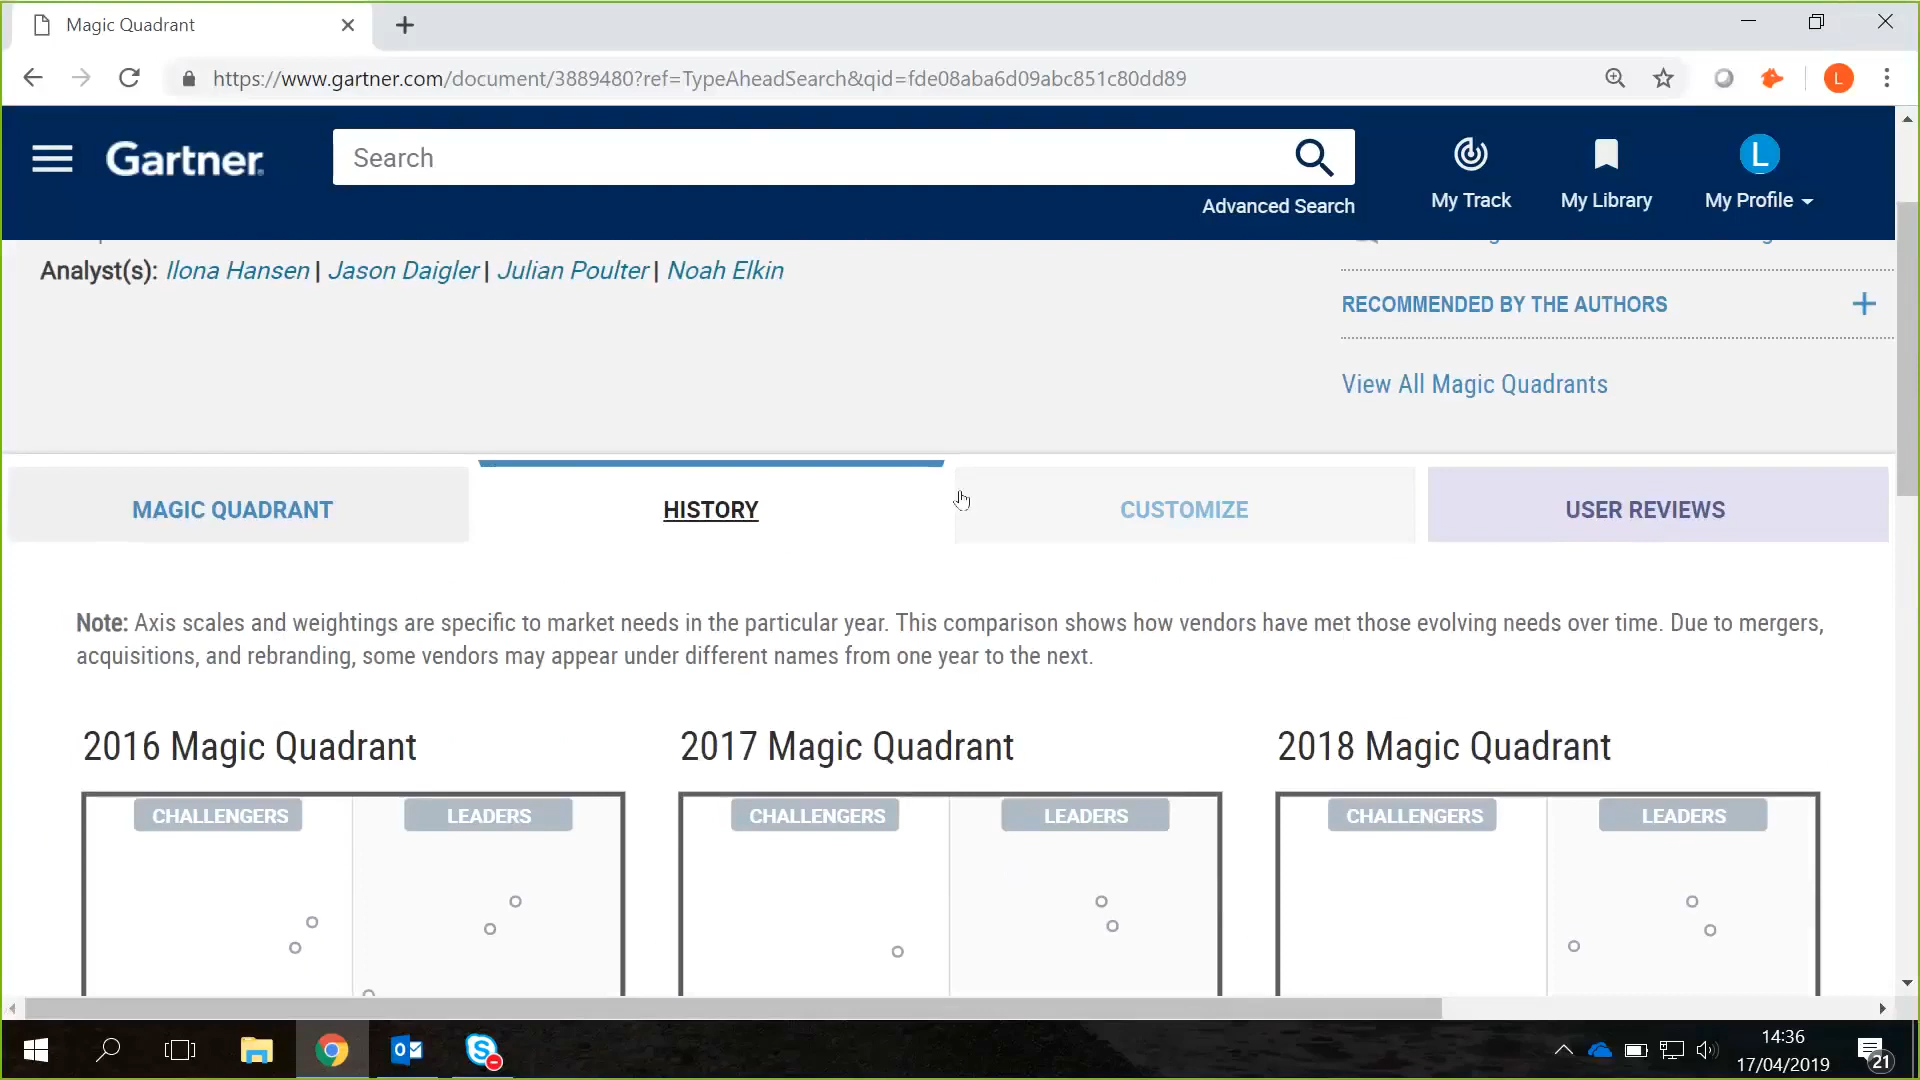 Magic Quadrant
https://www.gartner.com/document/3889480?ref=TypeAheadSearch&qid=fde08aba6d09abc851c80dd89
L
Gartner.
Search
Advanced Search
My Track
My Library
L
My Profile
Analyst(s): Ilona Hansen | Jason Daigler | Julian Poulter | Noah Elkin
RECOMMENDED BY THE AUTHORS
View All Magic Quadrants
MAGIC QUADRANT
HISTORY
CUSTOMIZE
USER REVIEWS
Note: Axis scales and weightings are specific to market needs in the particular year. This comparison shows how vendors have met those evolving needs over time. Due to mergers,
acquisitions, and rebranding, some vendors may appear under different names from one year to the next.
2016 Magic Quadrant
2017 Magic Quadrant
2018 Magic Quadrant
CHALLENGERS
LEADERS
CHALLENGERS
LEADERS
CHALLENGERS
LEADERS
14:36
17/04/2019
21